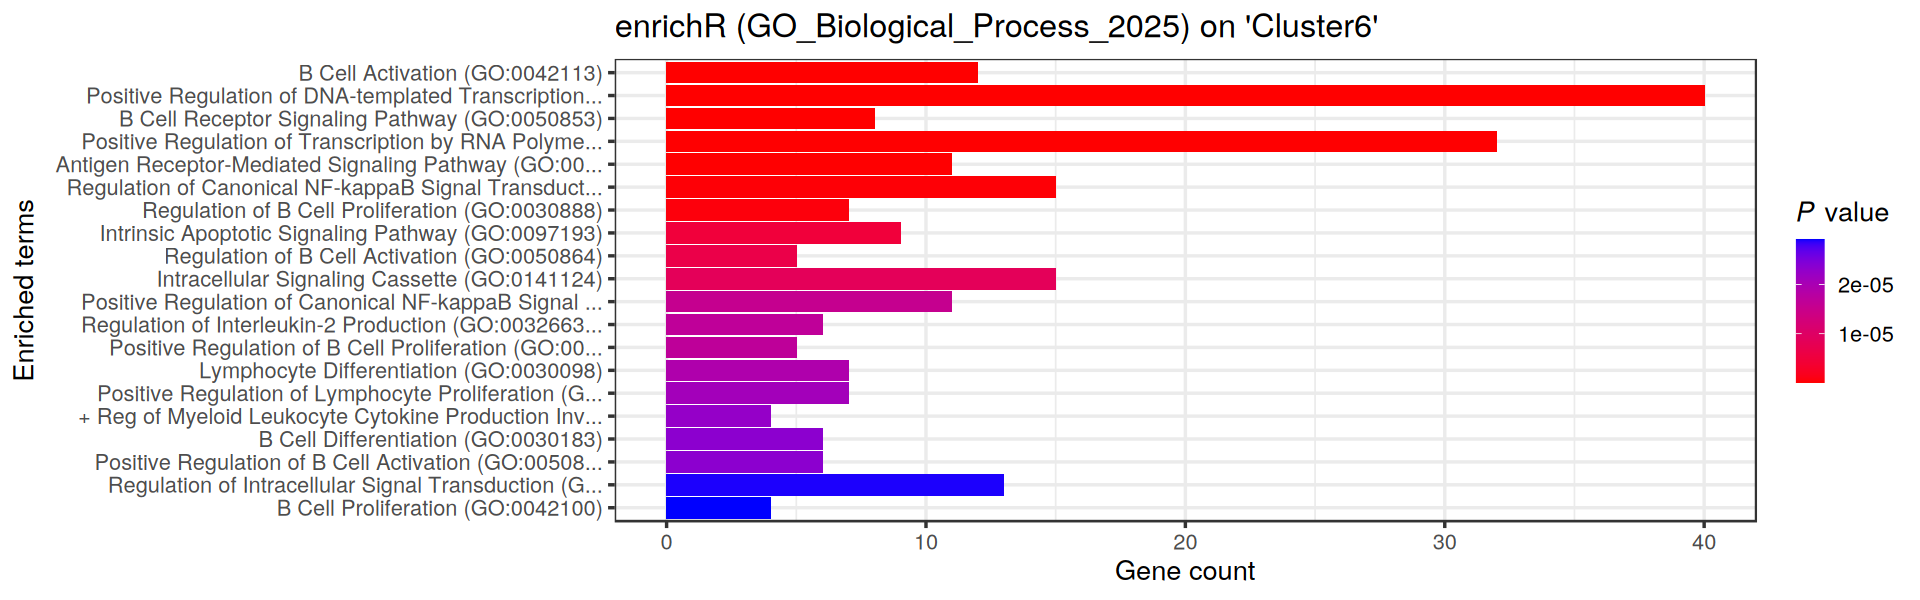 enrichR (GO_Biological_Process_2025) on 'Cluster6'
B Cell Activation (GO:0042113)
Positive Regulation of DNA-templated Transcription...
B Cell Receptor Signaling Pathway (GO:0050853)
Positive Regulation of Transcription by RNA Polyme...
Antigen Receptor-Mediated Signaling Pathway (GO:00...
Regulation of Canonical NF-kappaB Signal Transduct...
Regulation of B Cell Proliferation (GO:0030888)
Intrinsic Apoptotic Signaling Pathway (GO:0097193)
Regulation of B Cell Activation (GO:0050864)
Intracellular Signaling Cassette (GO:0141124)
Positive Regulation of Canonical NF-kappaB Signal ...
Regulation of Interleukin-2 Production (GO:0032663...
Positive Regulation of B Cell Proliferation (GO:00...
Lymphocyte Differentiation (GO:0030098)
Positive Regulation of Lymphocyte Proliferation (G...
+ Reg of Myeloid Leukocyte Cytokine Production Inv...
B Cell Differentiation (GO:0030183)
Positive Regulation of B Cell Activation (GO:00508...
Regulation of Intracellular Signal Transduction (G...
B Cell Proliferation (GO:0042100)
Enriched terms
0 10 20 30 40
Gene count
P value
2e-05
1e-05